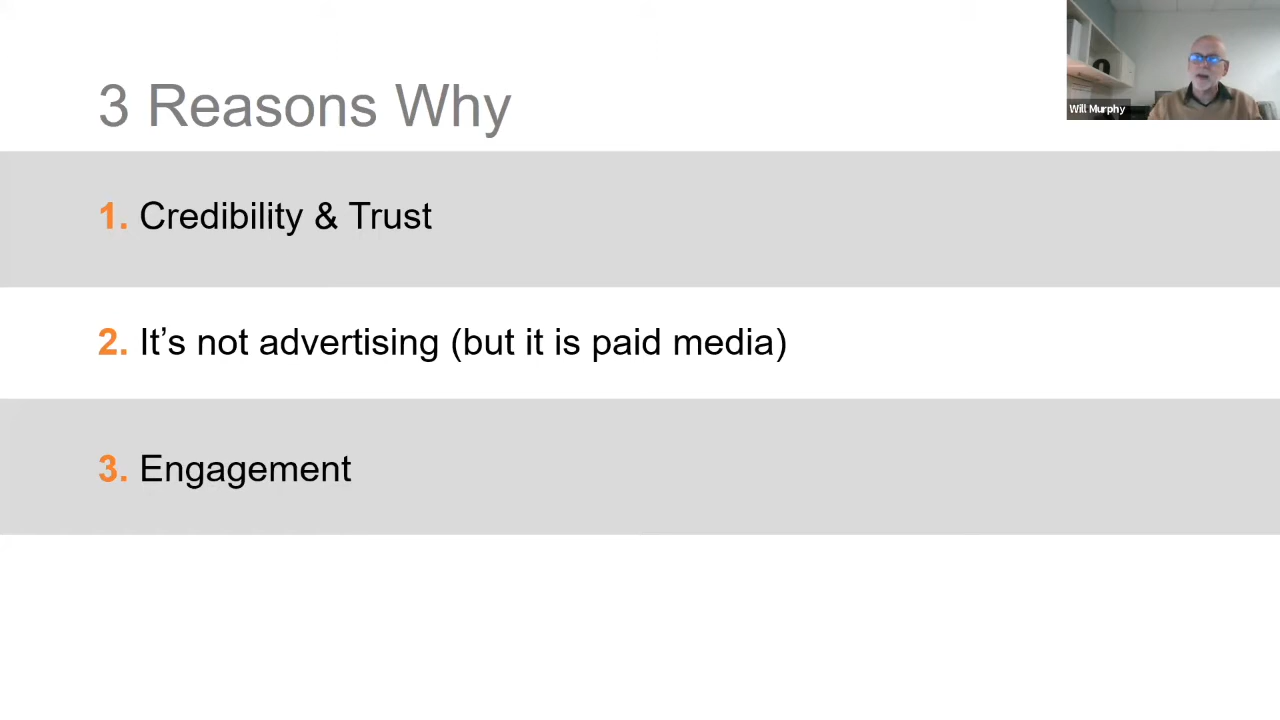 3 Reasons Why
Will Murphy
1. Credibility & Trust
2. It’s not advertising (but it is paid media)
3. Engagement